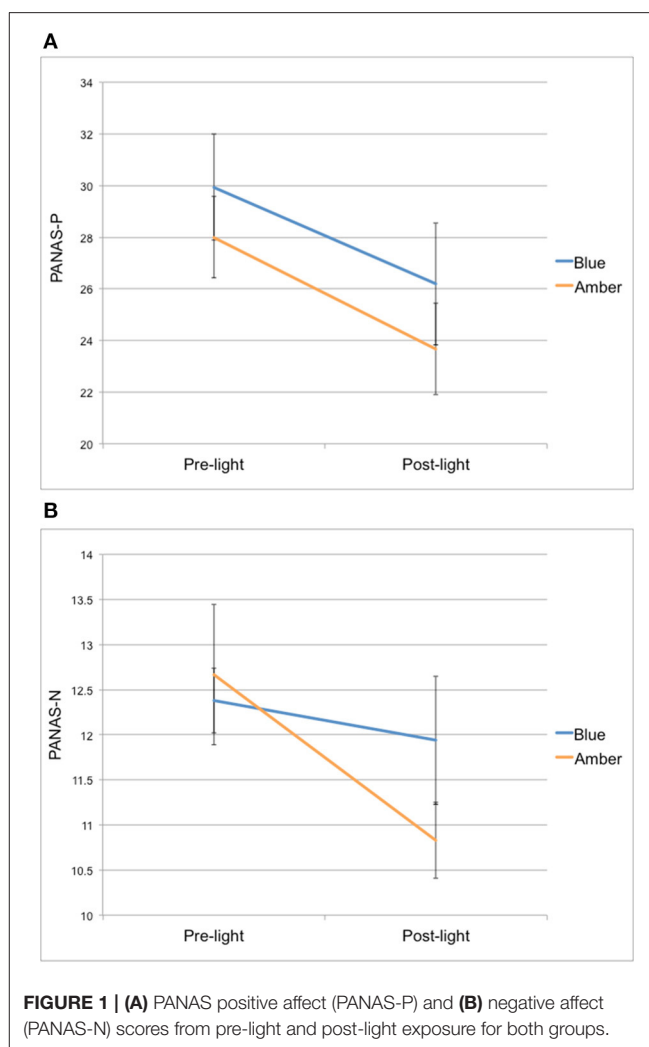 A
34
32
30
28
26
24
22
20
PANAS-P
Pre-light
Post-light
Blue
Amber
B
14
13.5
13
12.5
12
11.5
11
10.5
10
PANAS-N
Pre-light
Post-light
Blue
Amber
FIGURE 1 | (A) PANAS positive affect (PANAS-P) and (B) negative affect
(PANAS-N) scores from pre-light and post-light exposure for both groups.